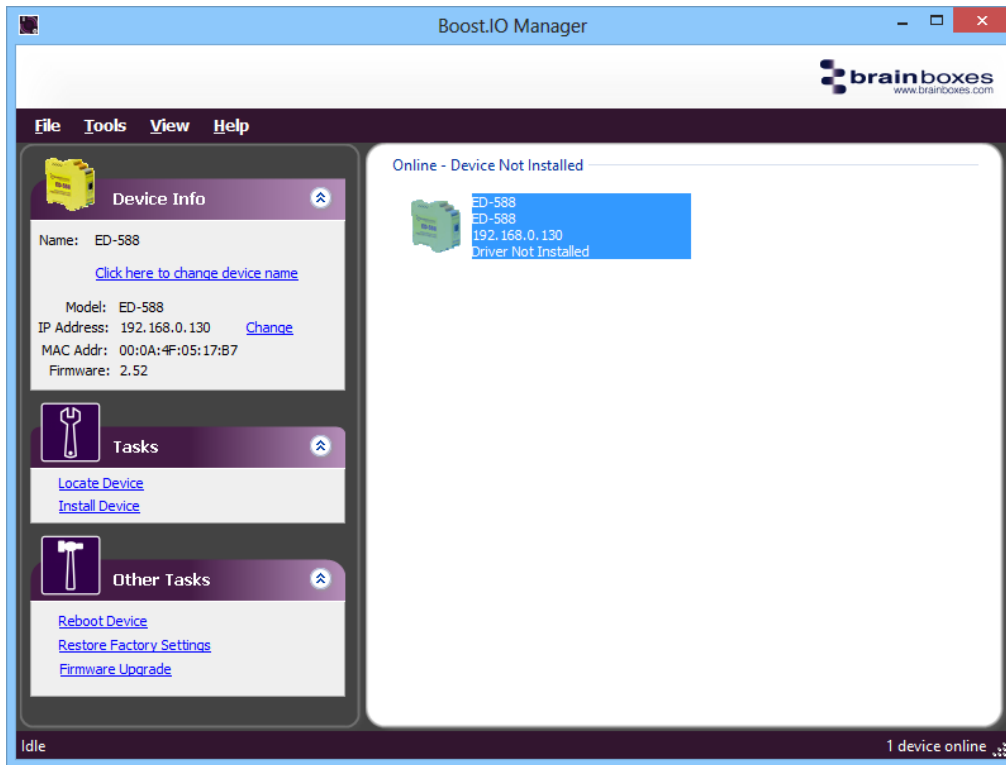 Boost.IO Manager
brainboxes
www.brainboxes.com
File Tools View Help
Device Info
Name: ED-588
Click here to change device name
Model: ED-588
IP Address: 192.168.0.130 Change
MAC Addr: 00:0A:4F:05:17:B7
Firmware: 2.52
Tasks
Locate Device
Install Device
Other Tasks
Reboot Device
Restore Factory Settings
Firmware Upgrade
Online - Device Not Installed
ED-588
ED-588
192.168.0.130
Driver Not Installed
Idle
1 device online